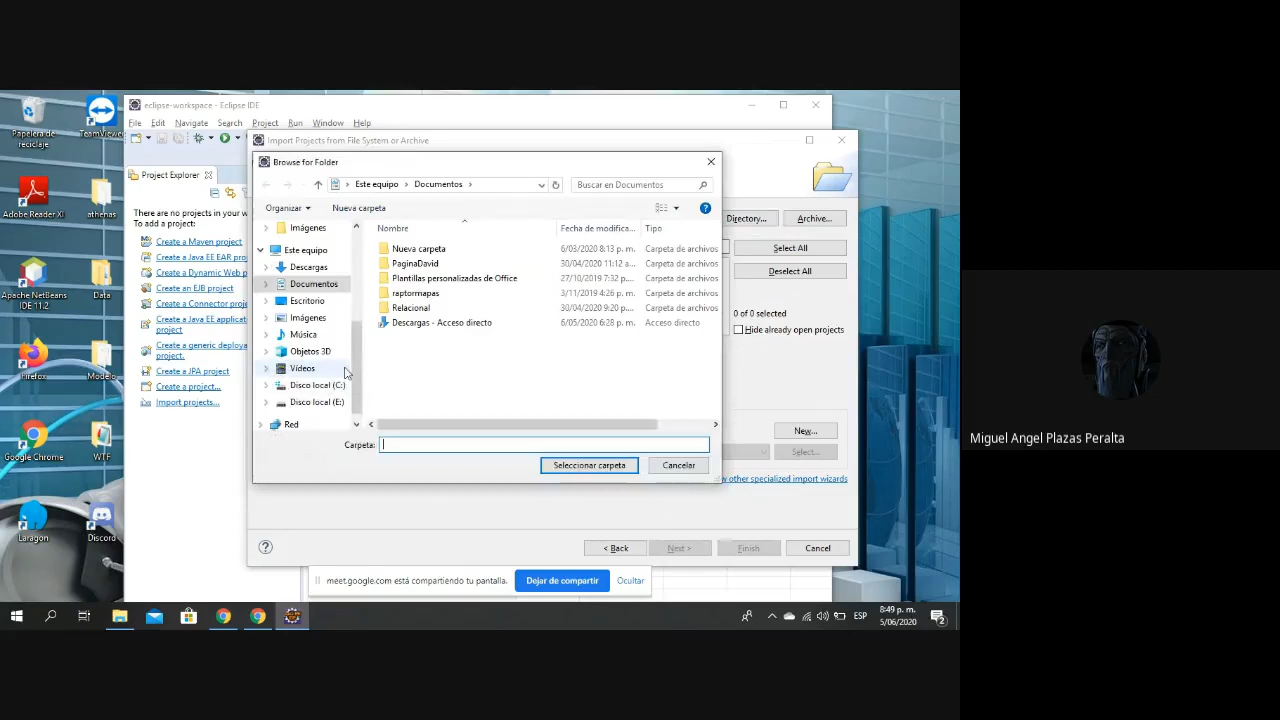 Papelera de
reciclaje
TeamViewer
Adobe Reader XI
athenas
Apache NetBeans
IDE 11.2
Data
Firefox
Modelo
Google Chrome
WTF
Laragon
Discord
eclipse-workspace - Eclipse IDE
File Edit Navigate Search Project Run Window Help
Project Explorer
There are no projects in your w
To add a project:
Create a Maven project
Create a Java EE EAR pro
Create a Dynamic Web p
Create an EJB project
Create a Connector proj
Create a Java EE applica
project
Create a generic deploya
project.
Create a JPA project
Create a project...
Import projects...
Import Projects from File System or Archive
Directory... Archive...
Select All
Deselect All
0 of 0 selected
Hide already open projects
New...
Select...
w other specialized import wizards
< Back Next > Finish Cancel
Browse for Folder
Este equipo Documentos
Buscar en Documentos
Organizar Nueva carpeta
Imágenes
Este equipo
Descargas
Documentos
Escritorio
Imágenes
Música
Objetos 3D
Vídeos
Disco local (C:)
Disco local (E:)
Red
Nombre Fecha de modifica... Tipo
Nueva carpeta 6/03/2020 8:13 p. m. Carpeta de archivos
PaginaDavid 30/04/2020 11:12 a... Carpeta de archivos
Plantillas personalizadas de Office 27/10/2019 7:32 p... Carpeta de archivos
raptormapas 3/11/2019 4:26 p. m. Carpeta de archivos
Relacional 30/04/2020 9:20 p... Carpeta de archivos
Descargas - Acceso directo 6/05/2020 6:28 p. m. Acceso directo
Carpeta:
Seleccionar carpeta Cancelar
meet.google.com está compartiendo tu pantalla. Dejar de compartir Ocultar
ESP
8:49 p. m.
5/06/2020
2
Miguel Angel Plazas Peralta